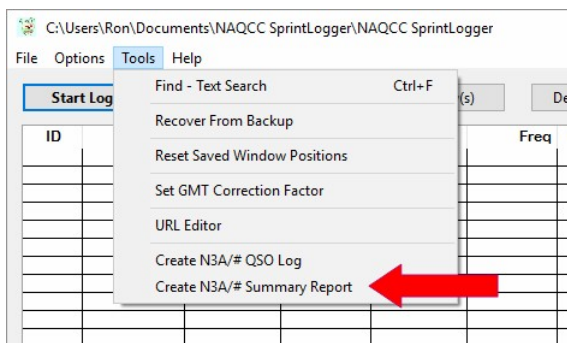 C:\Users\Ron\Documents\NAQCC SprintLogger\NAQCC SprintLogger
File Options Tools Help
Start Log
(s)
De
Find - Text Search Ctrl+F
Recover From Backup
Reset Saved Window Positions
Set GMT Correction Factor
URL Editor
Create N3A/# QSO Log
Create N3A/# Summary Report
ID
Freq